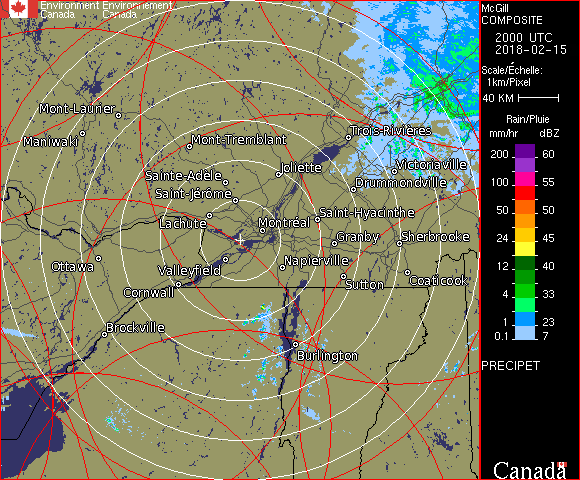 Environment Environnement
Canada Canada
McGill
COMPOSITE
2000 UTC
2018-02-15
Scale/Échelle:
1km/Pixel
40 KM
Rain/Pluie
mm/hr dBZ
200 60
150 57
100 55
50 50
24 45
12 40
4 33
1 23
0.1 7
PRECIPET
Canada
Mont-Laurier
Maniwaki
Mont-Tremblant
Trois-Rivières
Joliette
Victoriaville
Sainte-Adèle
Drummondville
Saint-Jérôme
Lachute
Saint-Hyacinthe
Montréal
Granby
Sherbrooke
Ottawa
Valleyfield
Napierville
Sutton
Coaticook
Cornwall
Brockville
Burlington